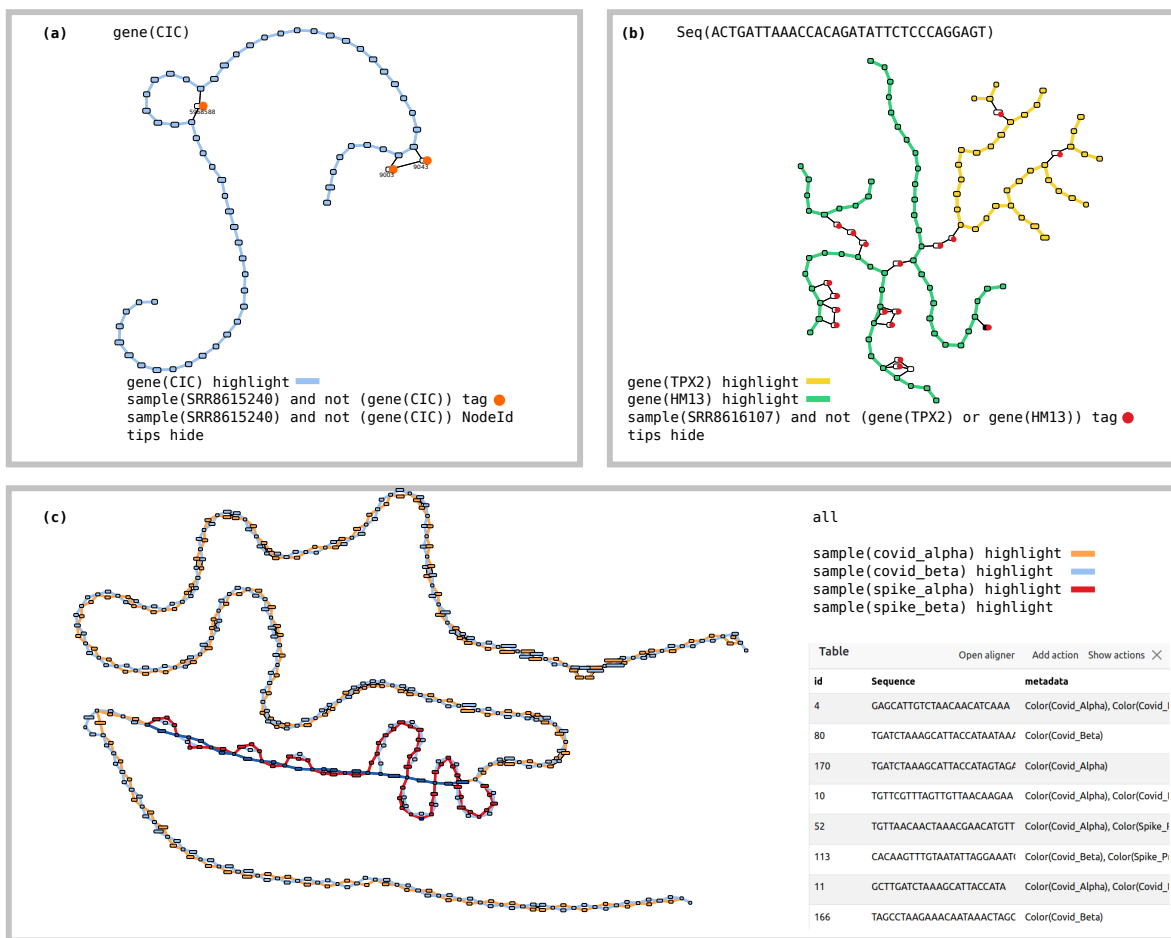 (a) gene(CIC)
5968588
9003
9043
gene(CIC) highlight
sample(SRR8615240) and not (gene(CIC)) tag
sample(SRR8615240) and not (gene(CIC)) NodeId
tips hide
(b) Seq(ACTGATTAAACCACAGATATTCTCCCAGGAGT)
gene(TPX2) highlight
gene(HM13) highlight
sample(SRR8616107) and not (gene(TPX2) or gene(HM13)) tag
tips hide
(c)
all
sample(covid_alpha) highlight
sample(covid_beta) highlight
sample(spike_alpha) highlight
sample(spike_beta) highlight
Table Open aligner Add action Show actions
id Sequence metadata
4 GAGCATTGTCTAACAACATCAAA Color(Covid_Alpha), Color(Covid_
80 TGATCTAAAGCATTACCATAATAAA Color(Covid_Beta)
170 TGATCTAAAGCATTACCATAGTAGA Color(Covid_Alpha)
10 TGTTCGTTTAGTTGTTAACAAGAA Color(Covid_Alpha), Color(Covid_
52 TGTTAACAACTAAACGAACATGTT Color(Covid_Alpha), Color(Spike_
113 CACAAGTTTGTAATATTAGGAAAT Color(Covid_Beta), Color(Spike_P
11 GCTTGATCTAAAGCATTACCATA Color(Covid_Alpha), Color(Covid_
166 TAGCCTAAGAAACAATAAACTAGC Color(Covid_Beta)